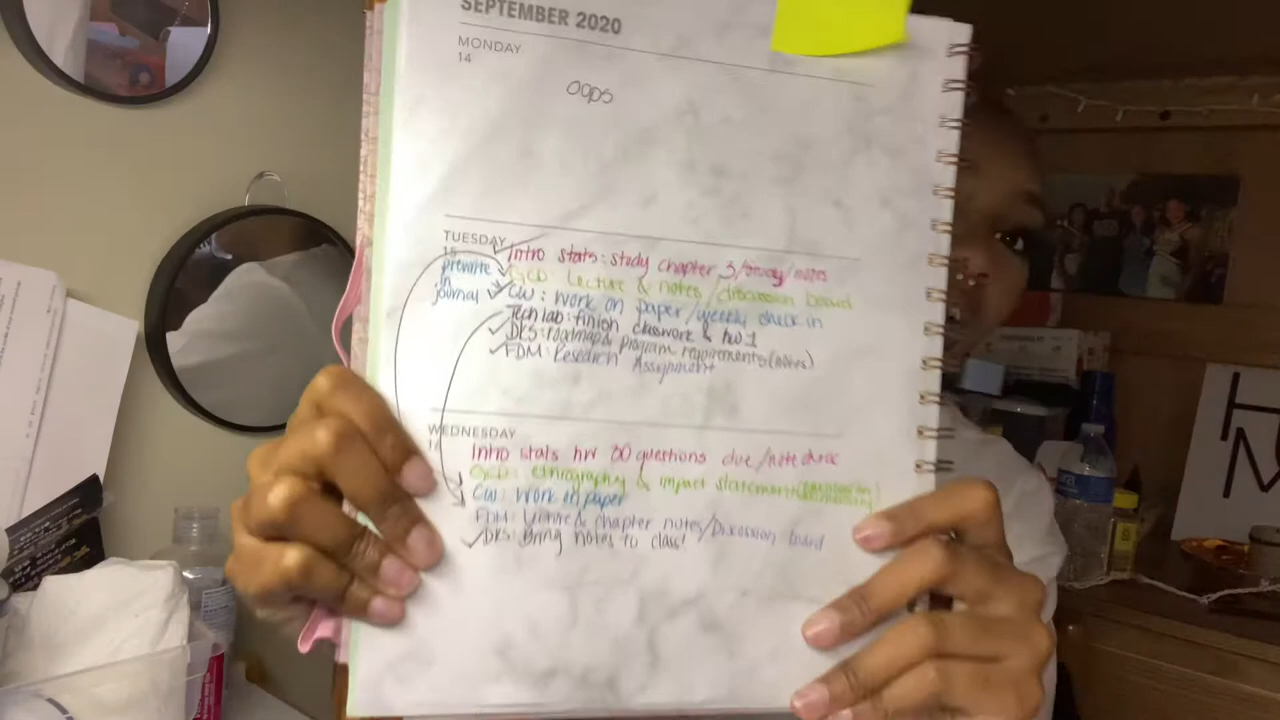 SEPTEMBER 2020
MONDAY
14
oops
TUESDAY
15
prewrite in journal
Intro stats: study chapter 3/study/notes
GCD Lecture & notes/discussion board
CW: work on paper/weekly check in
Tech lab: finish classwork & hw 1
DKS: roadmap & program requirements (notes)
FDM: Research Assignment
WEDNESDAY
Intro stats hw 30 questions due/note check
GCD: ethnography & impact statement
CW: work on paper
FDM: Lecture & chapter notes/Discussion board
DKS: Bring notes to class!
H
M